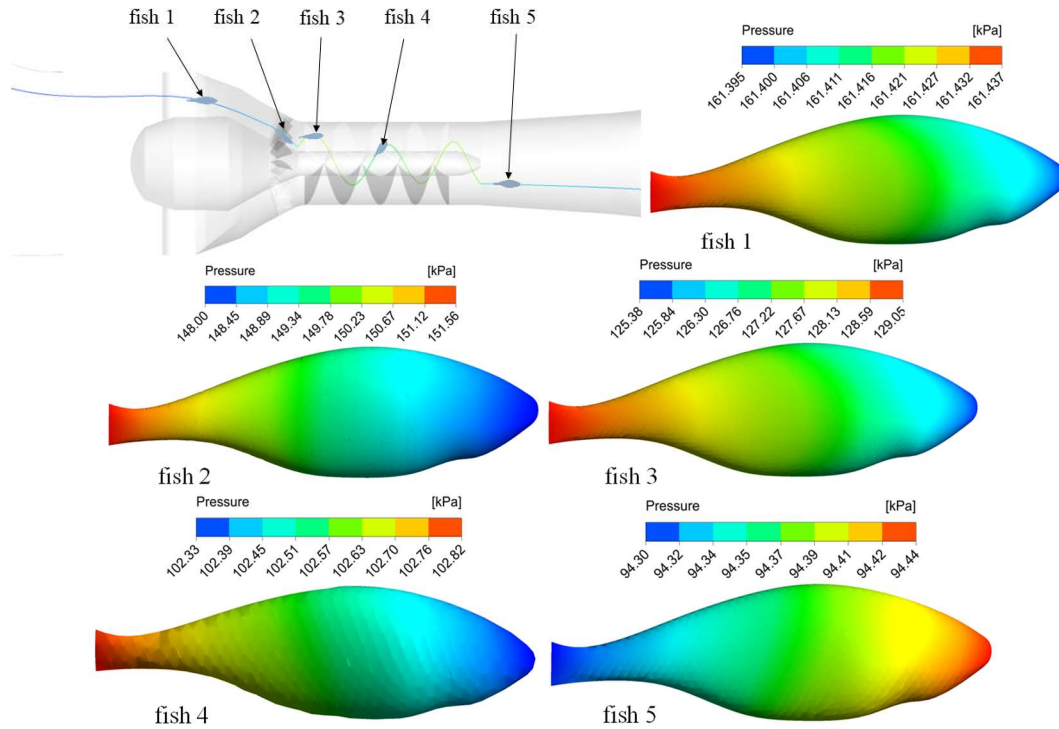 fish 1 fish 2 fish 3 fish 4 fish 5
Pressure [kPa]
161.395 161.400 161.406 161.411 161.416 161.421 161.427 161.432 161.437
fish 1
Pressure [kPa]
148.00 148.45 148.89 149.34 149.78 150.23 150.67 151.12 151.56
fish 2
Pressure [kPa]
125.38 125.84 126.30 126.76 127.22 127.67 128.13 128.59 129.05
fish 3
Pressure [kPa]
102.33 102.39 102.45 102.51 102.57 102.63 102.70 102.76 102.82
fish 4
Pressure [kPa]
94.30 94.32 94.34 94.35 94.37 94.39 94.41 94.42 94.44
fish 5